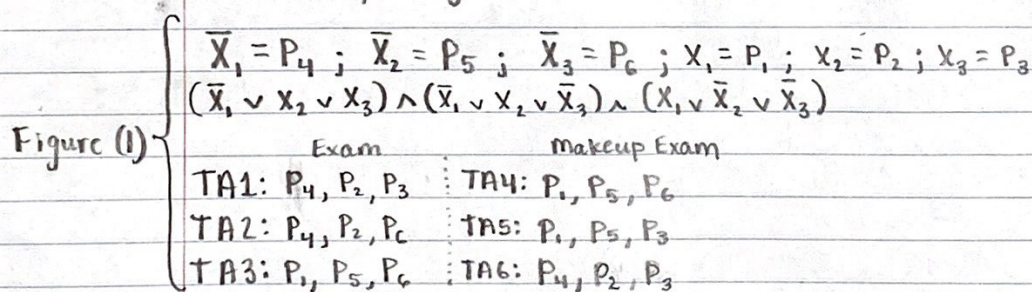 X̄₁ = P₄ ; X̄₂ = P₅ ; X̄₃ = P₆ ; X₁ = P₁ ; X₂ = P₂ ; X₃ = P₃
(X̄₁ ∨ X₂ ∨ X₃) ∧ (X̄₁ ∨ X₂ ∨ X̄₃) ∧ (X₁ ∨ X̄₂ ∨ X̄₃)
Figure (1)
Exam Makeup Exam
TA1: P₄, P₂, P₃ TA4: P₁, P₅, P₆
TA2: P₄, P₂, P₆ TA5: P₁, P₅, P₃
TA3: P₁, P₅, P₆ TA6: P₄, P₂, P₃